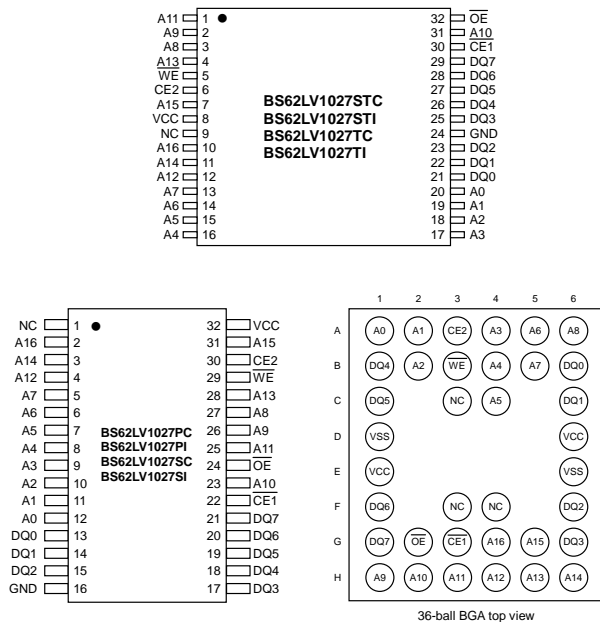 A11 1 32 O̅E̅
A9 2 31 A10
A8 3 30 C̅E̅1̅
A13 4 29 DQ7
W̅E̅ 5 28 DQ6
CE2 6 27 DQ5
A15 7 26 DQ4
VCC 8 25 DQ3
NC 9 24 GND
A16 10 23 DQ2
A14 11 22 DQ1
A12 12 21 DQ0
A7 13 20 A0
A6 14 19 A1
A5 15 18 A2
A4 16 17 A3
BS62LV1027STC
BS62LV1027STI
BS62LV1027TC
BS62LV1027TI
NC 1 32 VCC
A16 2 31 A15
A14 3 30 CE2
A12 4 29 W̅E̅
A7 5 28 A13
A6 6 27 A8
A5 7 26 A9
A4 8 25 A11
A3 9 24 O̅E̅
A2 10 23 A10
A1 11 22 C̅E̅1̅
A0 12 21 DQ7
DQ0 13 20 DQ6
DQ1 14 19 DQ5
DQ2 15 18 DQ4
GND 16 17 DQ3
BS62LV1027PC
BS62LV1027PI
BS62LV1027SC
BS62LV1027SI
1 2 3 4 5 6
A A0 A1 CE2 A3 A6 A8
B DQ4 A2 W̅E̅ A4 A7 DQ0
C DQ5 NC A5 DQ1
D VSS VCC
E VCC VSS
F DQ6 NC NC DQ2
G DQ7 O̅E̅ C̅E̅1̅ A16 A15 DQ3
H A9 A10 A11 A12 A13 A14
36-ball BGA top view